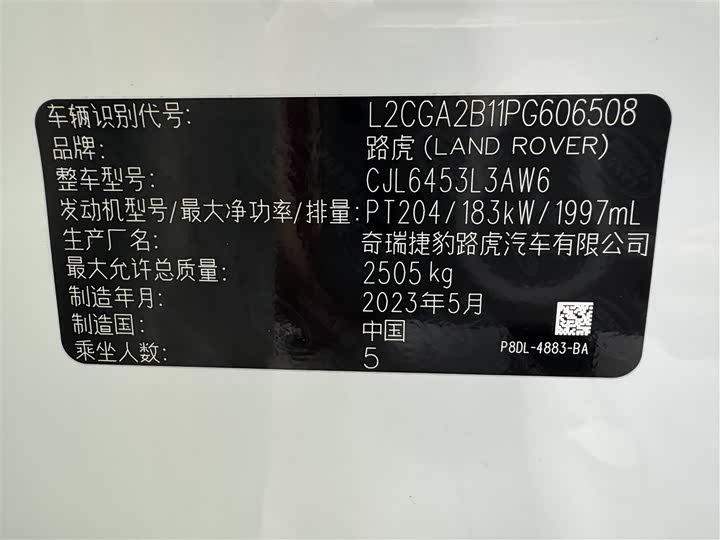 车辆识别代号: L2CGA2B11PG606508
品牌: 路虎(LAND ROVER)
整车型号: CJL6453L3AW6
发动机型号/最大净功率/排量: PT204/183kW/1997mL
生产厂名: 奇瑞捷豹路虎汽车有限公司
最大允许总质量: 2505kg
制造年月: 2023年5月
制造国: 中国
乘坐人数: 5
P8DL-4883-BA